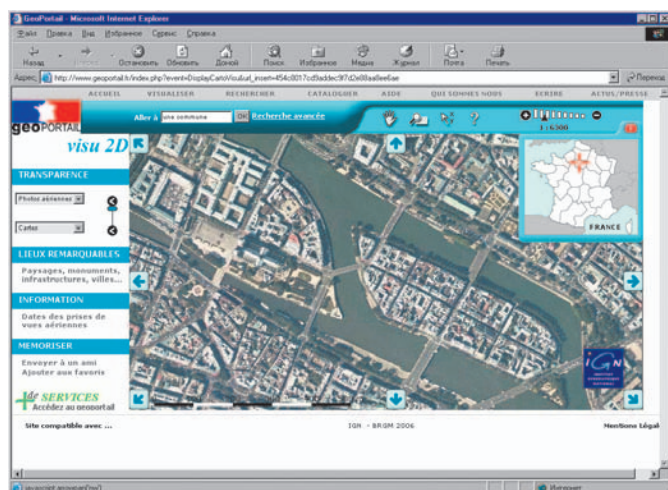 GeoPortail - Microsoft Internet Explorer
Файл Правка Вид Избранное Сервис Справка
Назад Остановить Обновить Домой Поиск Избранное Медиа Журнал Почта Печать
Адрес: Переход
ACCUEIL VISUALISER RECHERCHER CATALOGUER AIDE QUI SOMMES NOUS ECRIRE ACTUS/PRESSE
Aller à une commune OK Recherche avancée
geoPORTAIL
visu 2D
FRANCE
TRANSPARENCE
Photos aériennes
Cartes
LIEUX REMARQUABLES
Paysages, monuments,
infrastructures, villes...
INFORMATION
Dates des prises de
vues aériennes
MEMORISER
Envoyer à un ami
Ajouter aux favoris
+de SERVICES
Accédez au geoportail
IGN
Site compatible avec ... IGN - BRGM 2006 Mentions Légal
Интернет